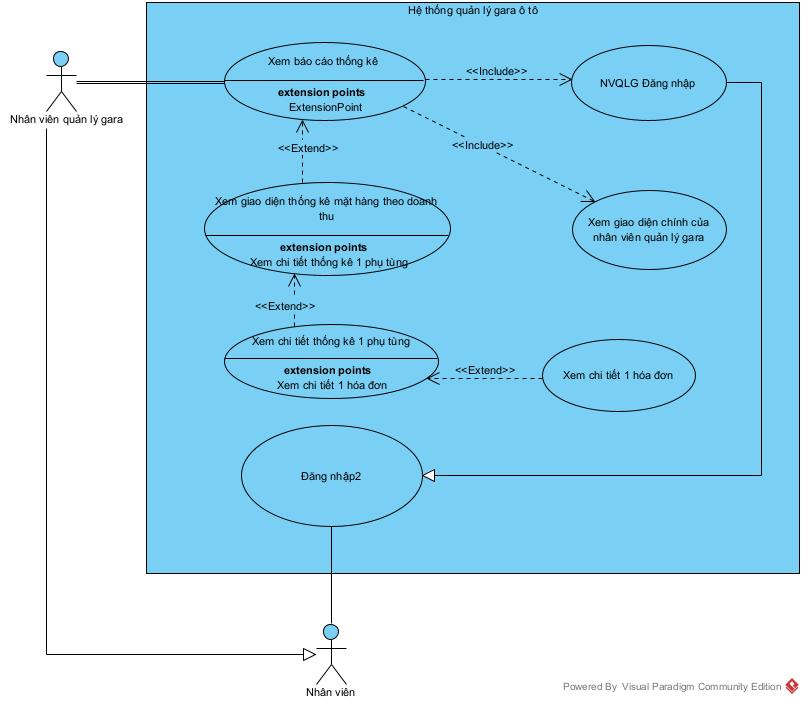 Hệ thống quản lý gara ô tô
Xem báo cáo thống kê
extension points
ExtensionPoint
<<Include>>
NVQLG Đăng nhập
Nhân viên quản lý gara
<<Extend>>
<<Include>>
Xem giao diện thống kê mặt hàng theo doanh
thu
extension points
Xem chi tiết thống kê 1 phụ tùng
Xem giao diện chính của
nhân viên quản lý gara
<<Extend>>
Xem chi tiết thống kê 1 phụ tùng
extension points
Xem chi tiết 1 hóa đơn
<<Extend>>
Xem chi tiết 1 hóa đơn
Đăng nhập2
Nhân viên
Powered By Visual Paradigm Community Edition